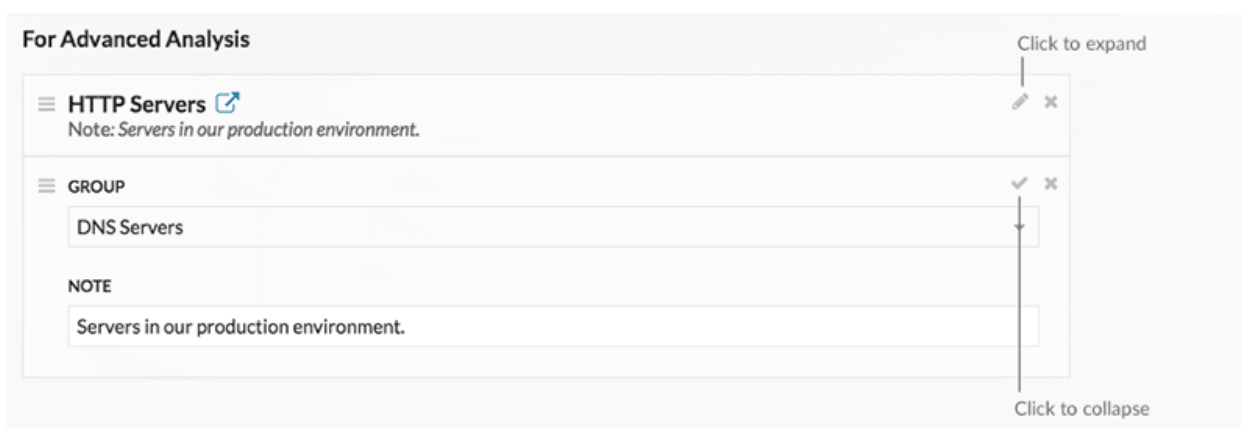 For Advanced Analysis
Click to expand
HTTP Servers
Note: Servers in our production environment.
GROUP
DNS Servers
NOTE
Servers in our production environment.
Click to collapse